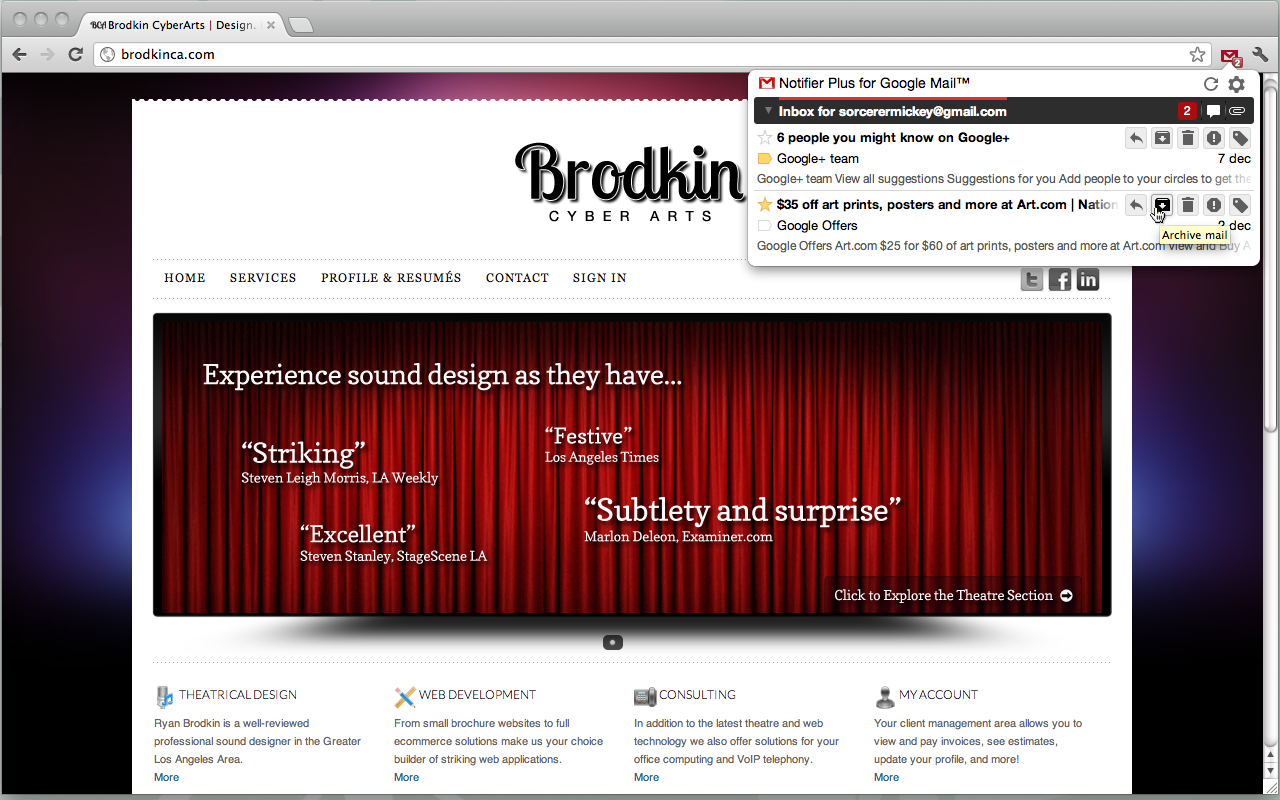 BCA Brodkin CyberArts | Design.
brodkinca.com
2
Notifier Plus for Google Mail™
Inbox for sorcerermickey@gmail.com 2
6 people you might know on Google+
Google+ team 7 dec
Google+ team View all suggestions Suggestions for you Add people to your circles to get the
$35 off art prints, posters and more at Art.com | Nation
Google Offers 2 dec
Archive mail
Google Offers Art.com $25 for $60 of art prints, posters and more at Art.com View and Buy A
Brodkin
CYBER ARTS
HOME SERVICES PROFILE & RESUMÉS CONTACT SIGN IN
Experience sound design as they have...
“Striking”
Steven Leigh Morris, LA Weekly
“Festive”
Los Angeles Times
“Subtlety and surprise”
Marlon Deleon, Examiner.com
“Excellent”
Steven Stanley, StageScene LA
Click to Explore the Theatre Section
THEATRICAL DESIGN
Ryan Brodkin is a well-reviewed
professional sound designer in the Greater
Los Angeles Area.
More
WEB DEVELOPMENT
From small brochure websites to full
ecommerce solutions make us your choice
builder of striking web applications.
More
CONSULTING
In addition to the latest theatre and web
technology we also offer solutions for your
office computing and VoIP telephony.
More
MY ACCOUNT
Your client management area allows you to
view and pay invoices, see estimates,
update your profile, and more!
More